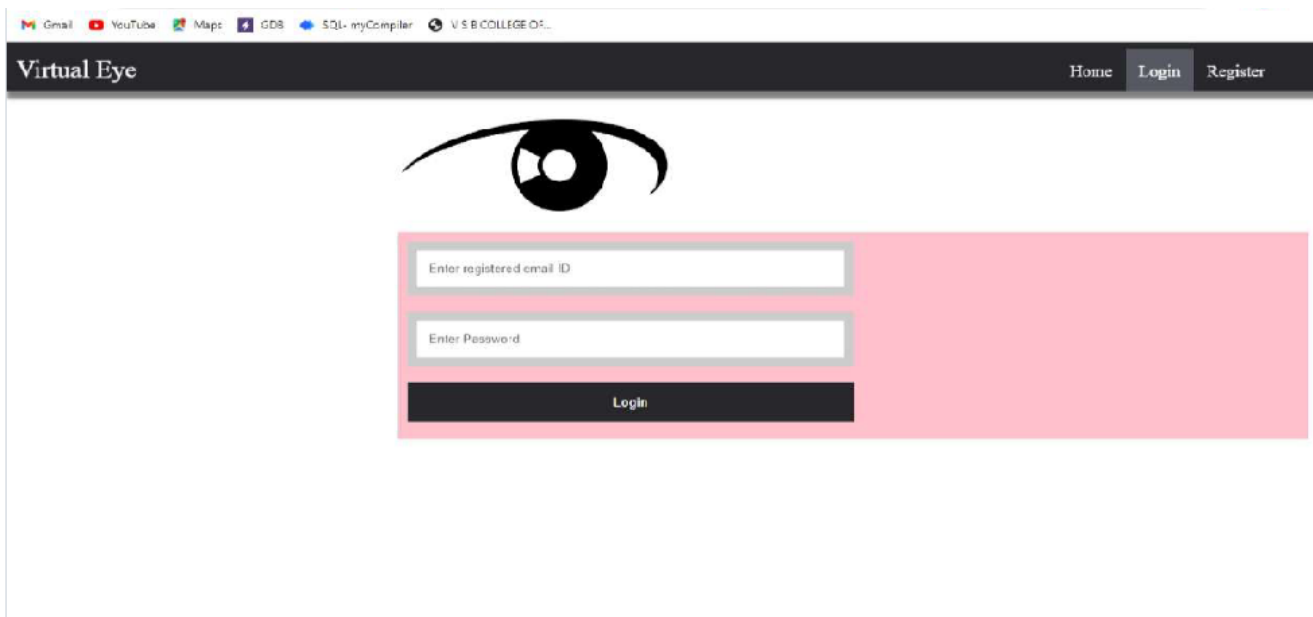 Gmail YouTube Maps GDB SQL- myCompiler V S B COLLEGE OF...
Virtual Eye Home Login Register
Enter registered email ID
Enter Password
Login